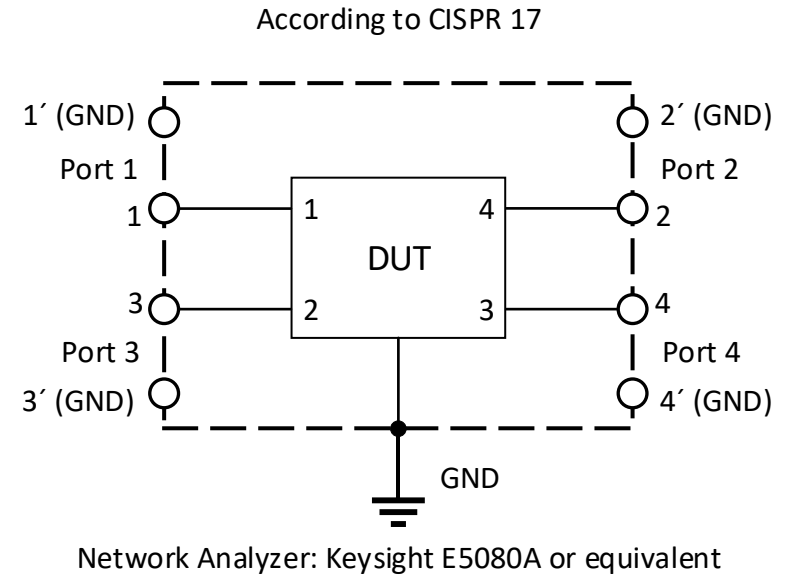 According to CISPR 17
1´ (GND)
2´ (GND)
Port 1
Port 2
1
1
4
2
DUT
3
2
3
4
Port 3
Port 4
3´ (GND)
4´ (GND)
GND
Network Analyzer: Keysight E5080A or equivalent